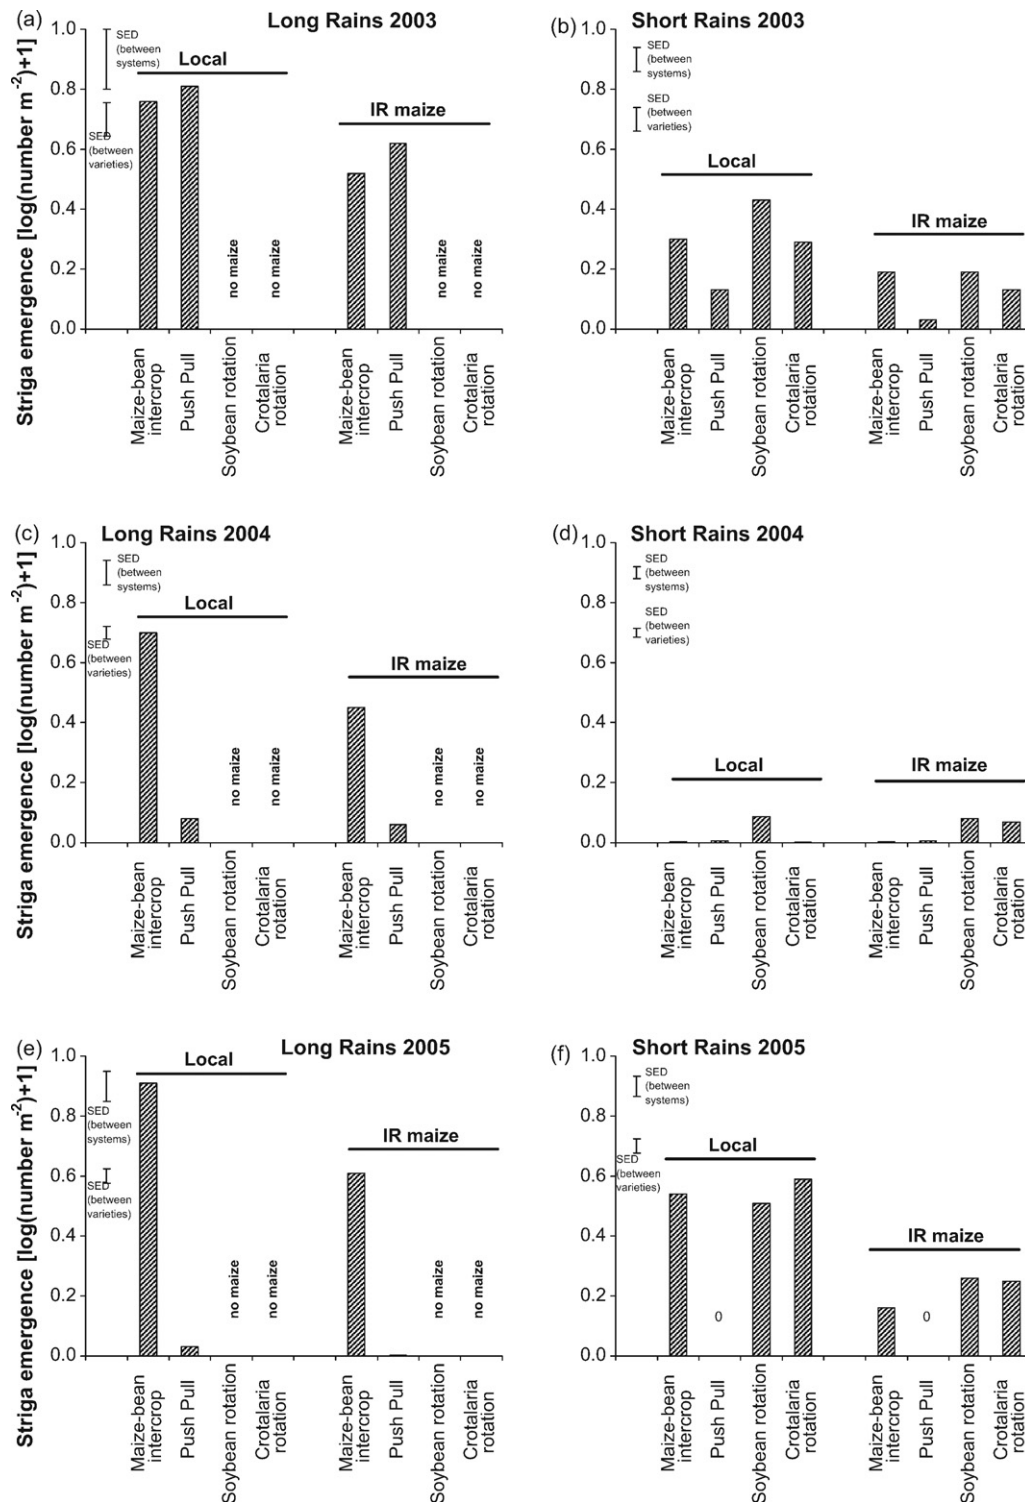 (a)
Long Rains 2003
Striga emergence [log(number m⁻²)+1]
1.0
0.8
0.6
0.4
0.2
0.0
SED
(between
systems)
SED
(between
varieties)
Local
IR maize
no maize
no maize
no maize
no maize
Maize-bean
intercrop
Push Pull
Soybean rotation
Crotalaria
rotation
Maize-bean
intercrop
Push Pull
Soybean rotation
Crotalaria
rotation
(b)
Short Rains 2003
1.0
0.8
0.6
0.4
0.2
0.0
SED
(between
systems)
SED
(between
varieties)
Local
IR maize
Maize-bean
intercrop
Push Pull
Soybean rotation
Crotalaria
rotation
Maize-bean
intercrop
Push Pull
Soybean rotation
Crotalaria
rotation
(c)
Long Rains 2004
Striga emergence [log(number m⁻²)+1]
1.0
0.8
0.6
0.4
0.2
0.0
SED
(between
systems)
SED
(between
varieties)
Local
IR maize
no maize
no maize
no maize
no maize
Maize-bean
intercrop
Push Pull
Soybean rotation
Crotalaria
rotation
Maize-bean
intercrop
Push Pull
Soybean rotation
Crotalaria
rotation
(d)
Short Rains 2004
1.0
0.8
0.6
0.4
0.2
0.0
SED
(between
systems)
SED
(between
varieties)
Local
IR maize
Maize-bean
intercrop
Push Pull
Soybean rotation
Crotalaria
rotation
Maize-bean
intercrop
Push Pull
Soybean rotation
Crotalaria
rotation
(e)
Long Rains 2005
Striga emergence [log(number m⁻²)+1]
1.0
0.8
0.6
0.4
0.2
0.0
SED
(between
systems)
SED
(between
varieties)
Local
IR maize
no maize
no maize
no maize
no maize
Maize-bean
intercrop
Push Pull
Soybean rotation
Crotalaria
rotation
Maize-bean
intercrop
Push Pull
Soybean rotation
Crotalaria
rotation
(f)
Short Rains 2005
1.0
0.8
0.6
0.4
0.2
0.0
SED
(between
systems)
SED
(between
varieties)
Local
IR maize
0
0
Maize-bean
intercrop
Push Pull
Soybean rotation
Crotalaria
rotation
Maize-bean
intercrop
Push Pull
Soybean rotation
Crotalaria
rotation